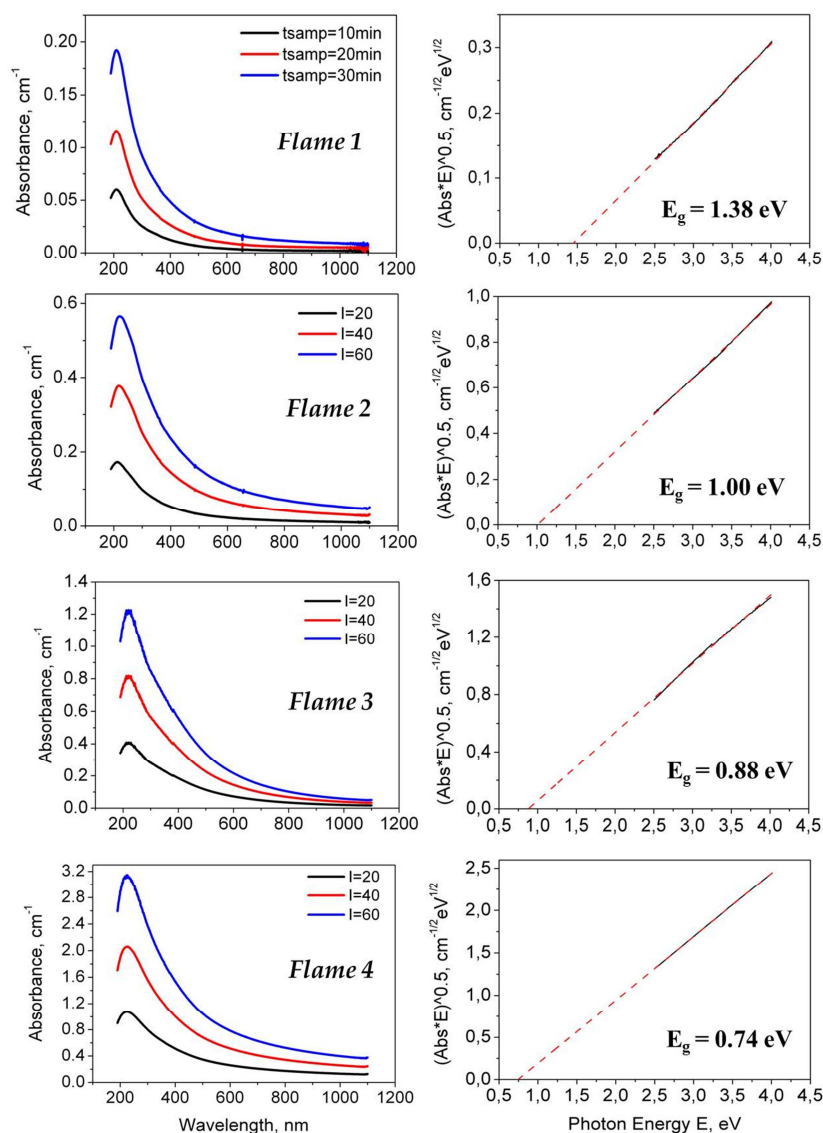 0.20
0.15
0.10
0.05
0.00
Absorbance, cm⁻¹
tsamp=10min
tsamp=20min
tsamp=30min
Flame 1
200 400 600 800 1000 1200
0,3
0,2
0,1
0,0
(Abs*E)^0.5, cm⁻¹/²eV¹/²
E_g = 1.38 eV
0,5 1,0 1,5 2,0 2,5 3,0 3,5 4,0 4,5
0.6
0.4
0.2
0.0
Absorbance, cm⁻¹
I=20
I=40
I=60
Flame 2
200 400 600 800 1000 1200
1,0
0,8
0,6
0,4
0,2
0,0
(Abs*E)^0.5, cm⁻¹/²eV¹/²
E_g = 1.00 eV
0,5 1,0 1,5 2,0 2,5 3,0 3,5 4,0 4,5
1.4
1.2
1.0
0.8
0.6
0.4
0.2
0.0
Absorbance, cm⁻¹
I=20
I=40
I=60
Flame 3
200 400 600 800 1000 1200
1,6
1,2
0,8
0,4
0,0
(Abs*E)^0.5, cm⁻¹/²eV¹/²
E_g = 0.88 eV
0,5 1,0 1,5 2,0 2,5 3,0 3,5 4,0 4,5
3.2
2.8
2.4
2.0
1.6
1.2
0.8
0.4
0.0
Absorbance, cm⁻¹
I=20
I=40
I=60
Flame 4
200 400 600 800 1000 1200
Wavelength, nm
2,5
2,0
1,5
1,0
0,5
0,0
(Abs*E)^0.5, cm⁻¹/²eV¹/²
E_g = 0.74 eV
0,5 1,0 1,5 2,0 2,5 3,0 3,5 4,0 4,5
Photon Energy E, eV